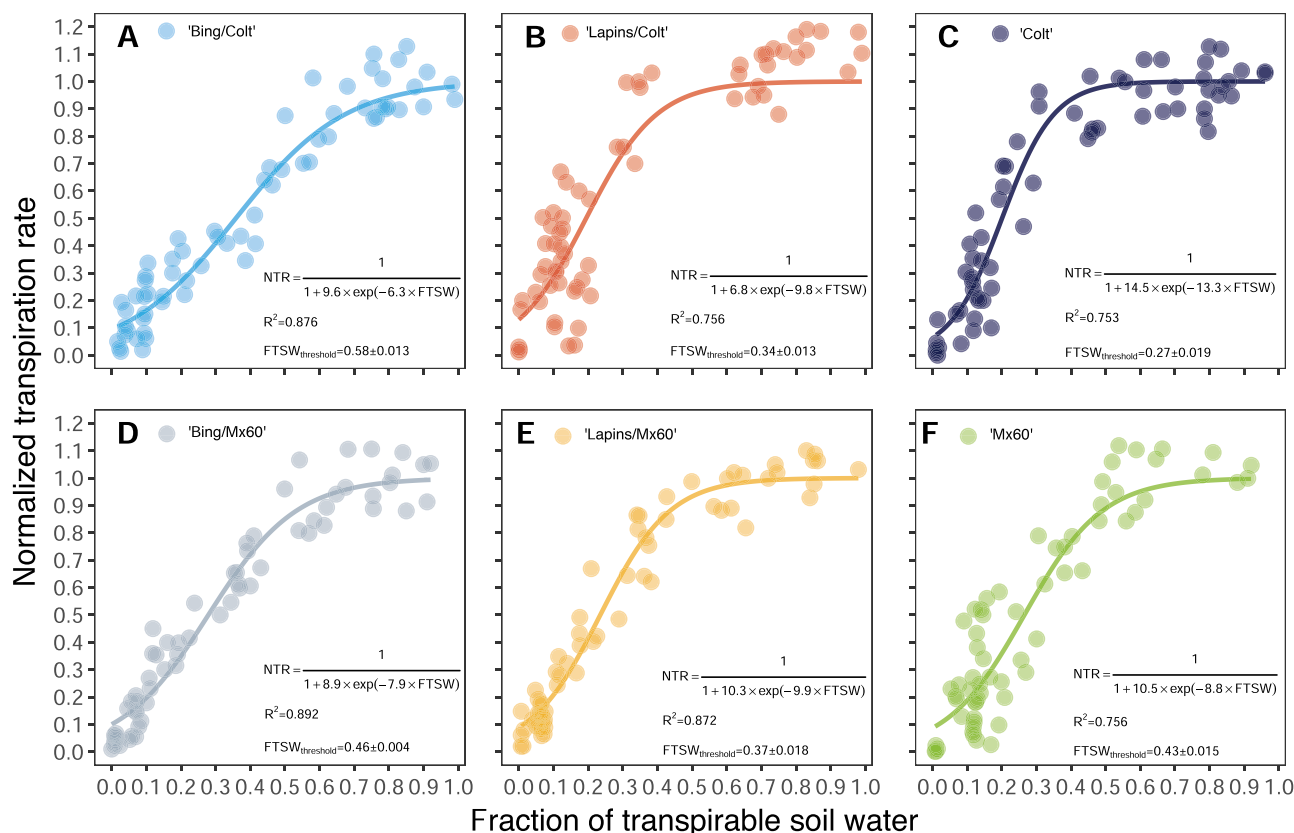 Normalized transpiration rate
A 'Bing/Colt'
1.2
1.1
1.0
0.9
0.8
0.7
0.6
0.5
0.4
0.3
0.2
0.1
0.0
NTR = 1
1+9.6×exp(−6.3×FTSW)
R²=0.876
FTSWthreshold=0.58±0.013
B 'Lapins/Colt'
NTR = 1
1+6.8×exp(−9.8×FTSW)
R²=0.756
FTSWthreshold=0.34±0.013
C 'Colt'
NTR = 1
1+14.5×exp(−13.3×FTSW)
R²=0.753
FTSWthreshold=0.27±0.019
D 'Bing/Mx60'
1.2
1.1
1.0
0.9
0.8
0.7
0.6
0.5
0.4
0.3
0.2
0.1
0.0
NTR = 1
1+8.9×exp(−7.9×FTSW)
R²=0.892
FTSWthreshold=0.46±0.004
0.0 0.1 0.2 0.3 0.4 0.5 0.6 0.7 0.8 0.9 1.0
E 'Lapins/Mx60'
NTR = 1
1+10.3×exp(−9.9×FTSW)
R²=0.872
FTSWthreshold=0.37±0.018
0.0 0.1 0.2 0.3 0.4 0.5 0.6 0.7 0.8 0.9 1.0
F 'Mx60'
NTR = 1
1+10.5×exp(−8.8×FTSW)
R²=0.756
FTSWthreshold=0.43±0.015
0.0 0.1 0.2 0.3 0.4 0.5 0.6 0.7 0.8 0.9 1.0
Fraction of transpirable soil water